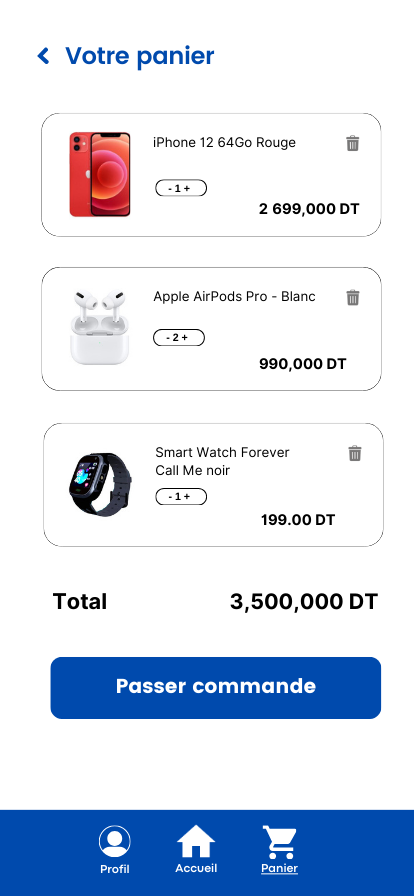 Votre panier
iPhone 12 64Go Rouge
- 1 +
2 699,000 DT
Apple AirPods Pro - Blanc
- 2 +
990,000 DT
Smart Watch Forever
Call Me noir
- 1 +
199.00 DT
Total 3,500,000 DT
Passer commande
Profil Accueil Panier